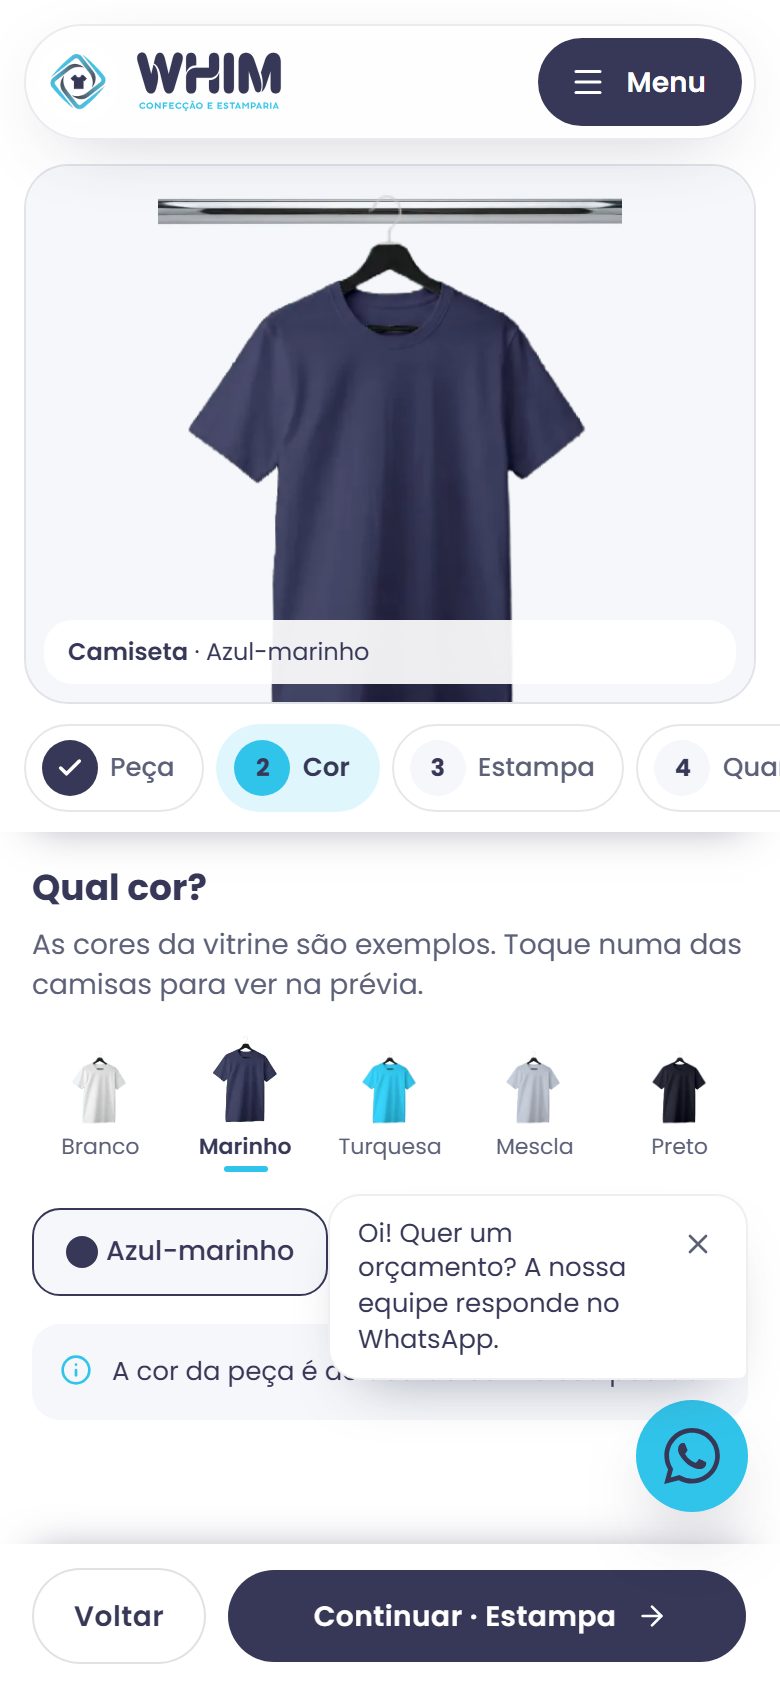 WHIM
CONFECÇÃO E ESTAMPARIA
Menu
Camiseta · Azul-marinho
Peça
2 Cor
3 Estampa
4 Qua
Qual cor?
As cores da vitrine são exemplos. Toque numa das
camisas para ver na prévia.
Branco
Marinho
Turquesa
Mescla
Preto
Azul-marinho
Oi! Quer um
orçamento? A nossa
equipe responde no
WhatsApp.
A cor da peça é
Voltar
Continuar · Estampa